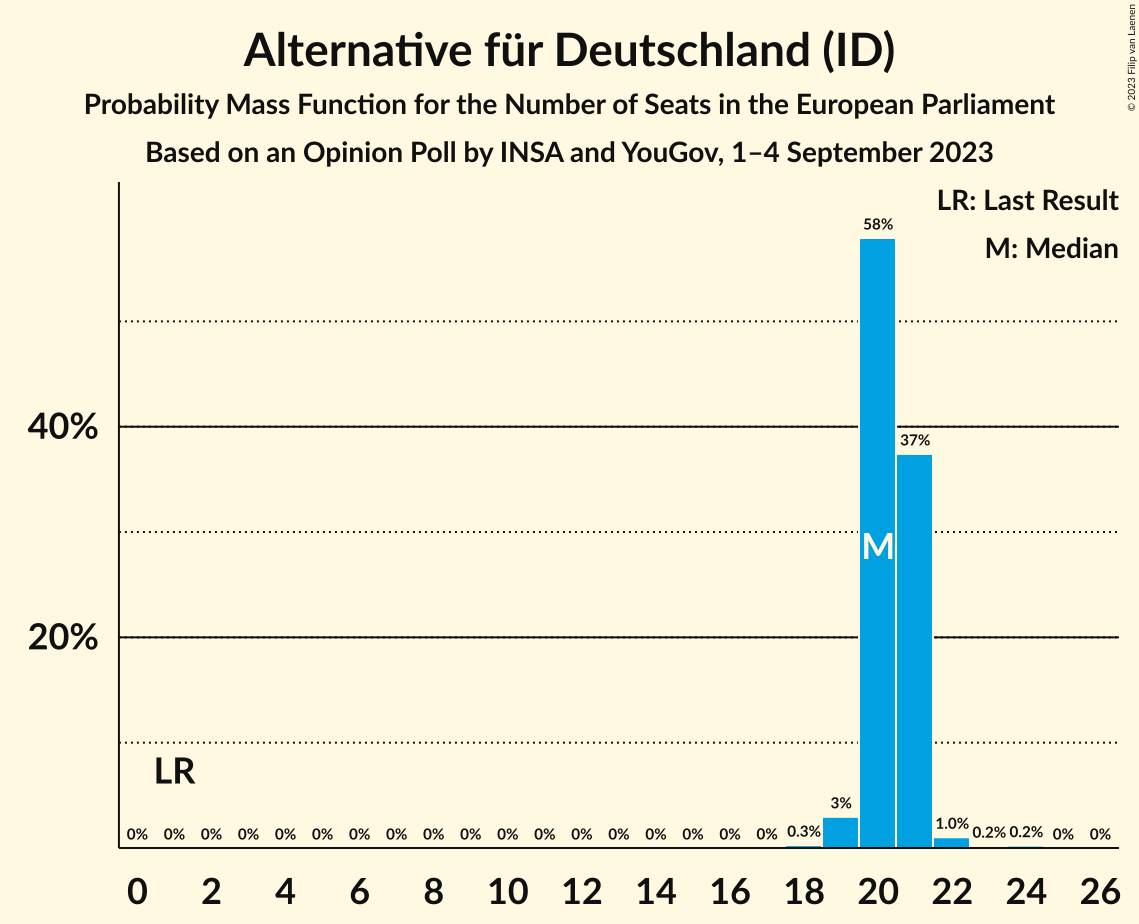 Alternative für Deutschland (ID)
Probability Mass Function for the Number of Seats in the European Parliament
Based on an Opinion Poll by INSA and YouGov, 1–4 September 2023
© 2023 Filip van Laenen
LR: Last Result
M: Median
58%
40%
37%
M
20%
LR
3%
0% 0% 0% 0% 0% 0% 0% 0% 0% 0% 0% 0% 0% 0% 0% 0% 0% 0% 0.3% 1.0% 0.2% 0.2% 0% 0%
0 2 4 6 8 10 12 14 16 18 20 22 24 26